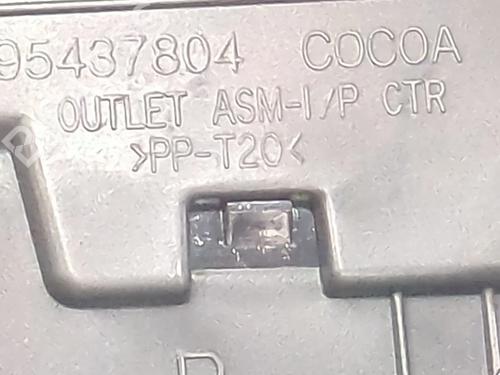 95437804 COCOA
OUTLET ASM-I/P CTR
>PP-T20<